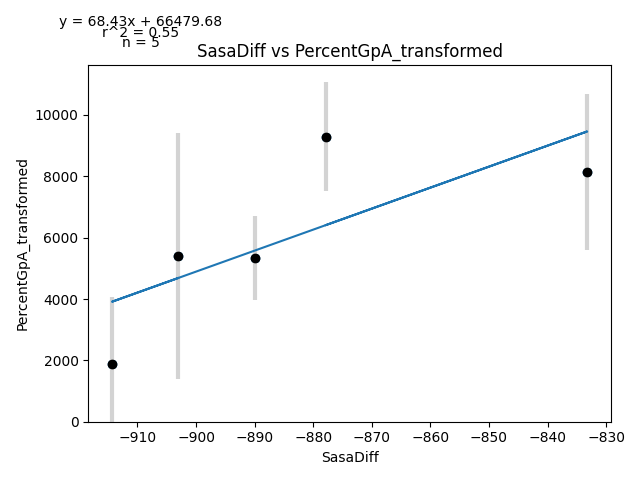 y = 68.43x + 66479.68
r^2 = 0.55
n = 5
SasaDiff vs PercentGpA_transformed
PercentGpA_transformed
10000
8000
6000
4000
2000
0
−910
−900
−890
−880
−870
−860
−850
−840
−830
SasaDiff